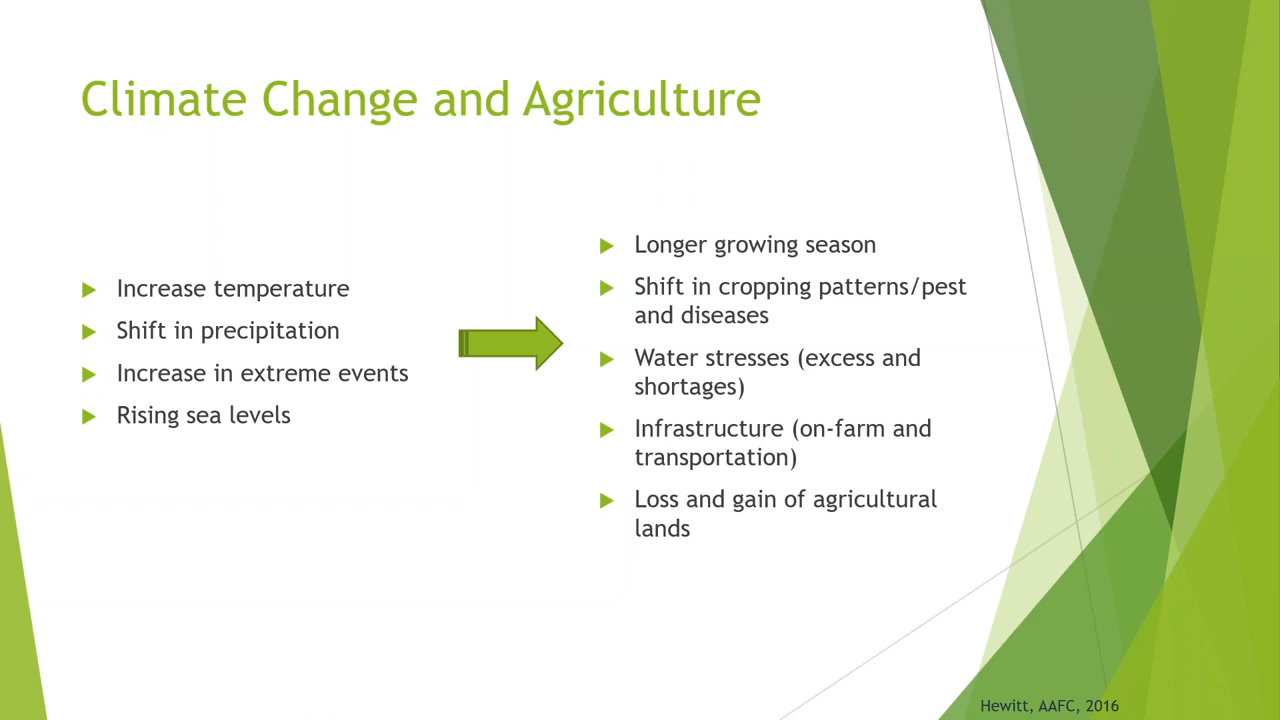 Climate Change and Agriculture
Increase temperature
Shift in precipitation
Increase in extreme events
Rising sea levels
Longer growing season
Shift in cropping patterns/pest
and diseases
Water stresses (excess and
shortages)
Infrastructure (on-farm and
transportation)
Loss and gain of agricultural
lands
Hewitt, AAFC, 2016